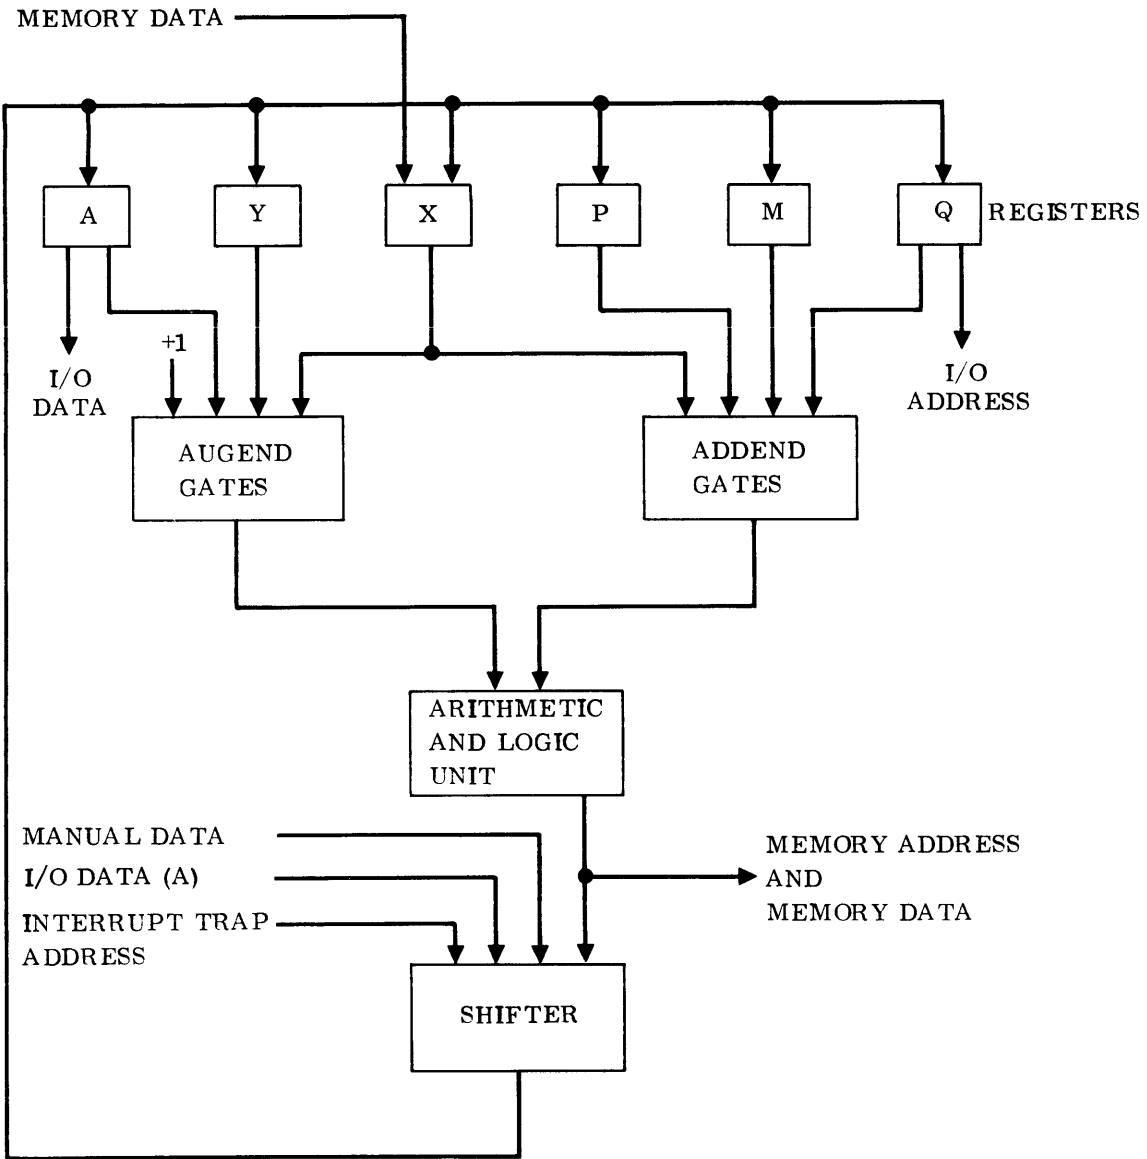 MEMORY DATA
A
Y
X
P
M
Q
REGISTERS
+1
I/O
DATA
I/O
ADDRESS
AUGEND
GATES
ADDEND
GATES
ARITHMETIC
AND LOGIC
UNIT
MANUAL DATA
I/O DATA (A)
INTERRUPT TRAP
ADDRESS
MEMORY ADDRESS
AND
MEMORY DATA
SHIFTER